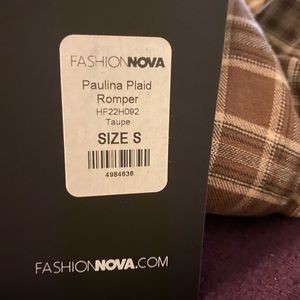 FASHIONNOVA
Paulina Plaid
Romper
HF22H092
Taupe
SIZE S
4984636
FASHIONNOVA.COM